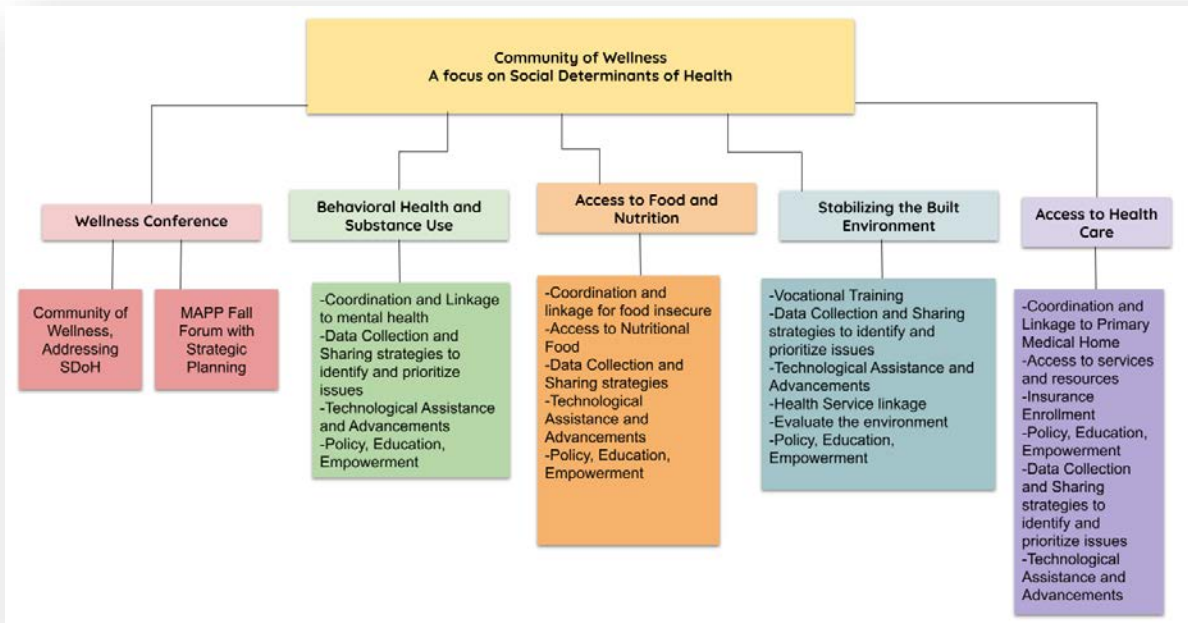 Community of Wellness
A focus on Social Determinants of Health
Wellness Conference
Community of
Wellness,
Addressing
SDoH
MAPP Fall
Forum with
Strategic
Planning
Behavioral Health and
Substance Use
-Coordination and Linkage
to mental health
-Data Collection and
Sharing strategies to
identify and prioritize
issues
-Technological Assistance
and Advancements
-Policy, Education,
Empowerment
Access to Food and
Nutrition
-Coordination and
linkage for food insecure
-Access to Nutritional
Food
-Data Collection and
Sharing strategies
-Technological
Assistance and
Advancements
-Policy, Education,
Empowerment
Stabilizing the Built
Environment
-Vocational Training
-Data Collection and Sharing
strategies to identify and
prioritize issues
-Technological Assistance and
Advancements
-Health Service linkage
-Evaluate the environment
-Policy, Education,
Empowerment
Access to Health
Care
-Coordination and
Linkage to Primary
Medical Home
-Access to services
and resources
-Insurance
Enrollment
-Policy, Education,
Empowerment
-Data Collection
and Sharing
strategies to
identify and
prioritize issues
-Technological
Assistance and
Advancements